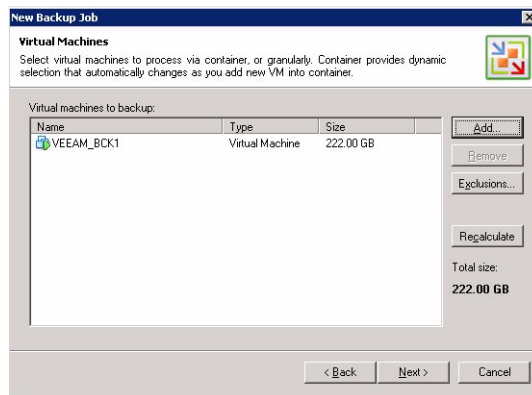 New Backup Job
Virtual Machines
Select virtual machines to process via container, or granularly. Container provides dynamic
selection that automatically changes as you add new VM into container.
Virtual machines to backup:
Name Type Size
VEEAM_BCK1 Virtual Machine 222.00 GB
Add...
Remove
Exclusions...
Recalculate
Total size:
222.00 GB
< Back Next > Cancel